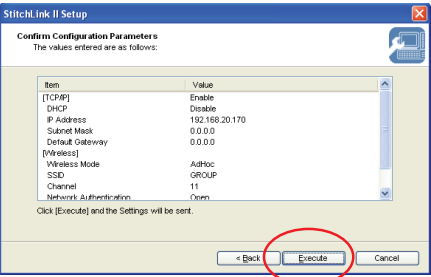 StitchLink II Setup
Confirm Configuration Parameters
The values entered are as follows:
Item Value
[TCP/IP] Enable
DHCP Disable
IP Address 192.168.20.170
Subnet Mask 0.0.0.0
Default Gateway 0.0.0.0
[Wireless]
Wireless Mode AdHoc
SSID GROUP
Channel 11
Network Authentication Open
Click [Execute] and the Settings will be sent.
< Back Execute Cancel